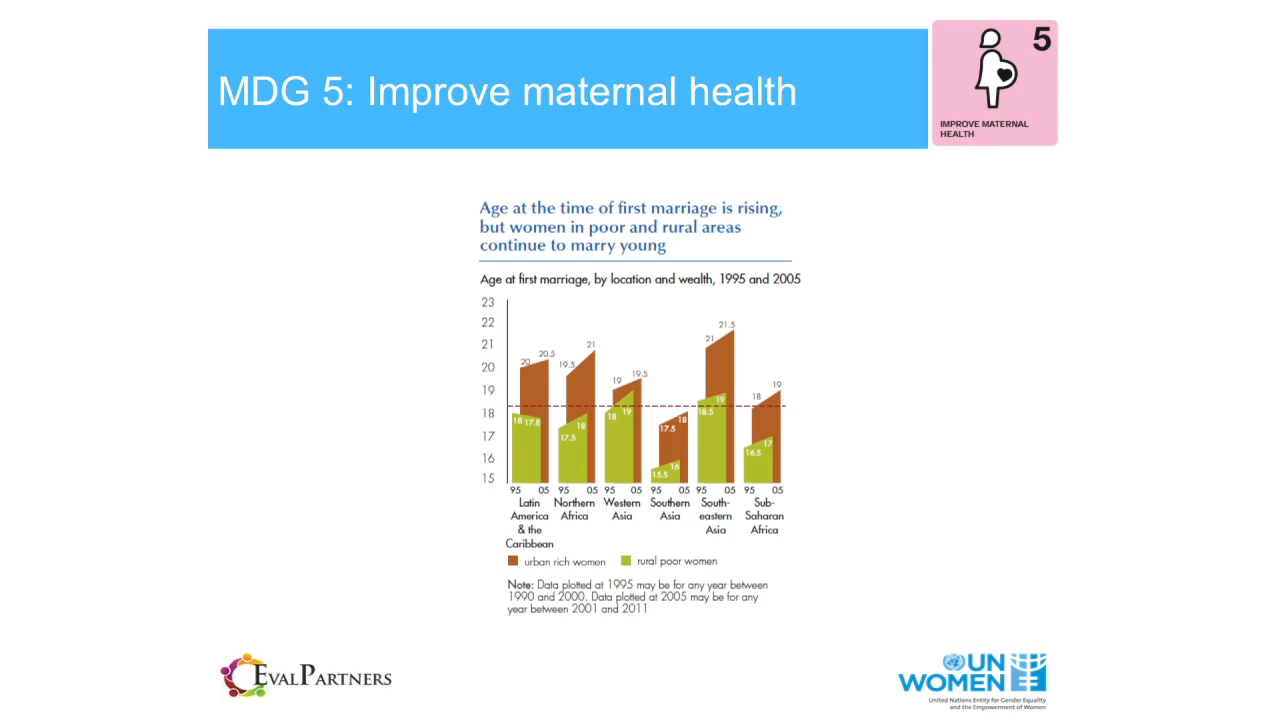 MDG 5: Improve maternal health
5
IMPROVE MATERNAL
HEALTH
Age at the time of first marriage is rising,
but women in poor and rural areas
continue to marry young
Age at first marriage, by location and wealth, 1995 and 2005
23
22
21
20
19
18
17
16
15
20 20.5
18 17.8
19.5 21
17.5 18
19 19.5
18 19
17.5 18
15.5 16
21 21.5
18.5 19
18 19
16.5 17
95 05 95 05 95 05 95 05 95 05 95 05
Latin America & the Caribbean
Northern Africa
Western Asia
Southern Asia
South-eastern Asia
Sub-Saharan Africa
urban rich women rural poor women
Note: Data plotted at 1995 may be for any year between
1990 and 2000. Data plotted at 2005 may be for any
year between 2001 and 2011
EVALPARTNERS
UN
WOMEN
United Nations Entity for Gender Equality
and the Empowerment of Women